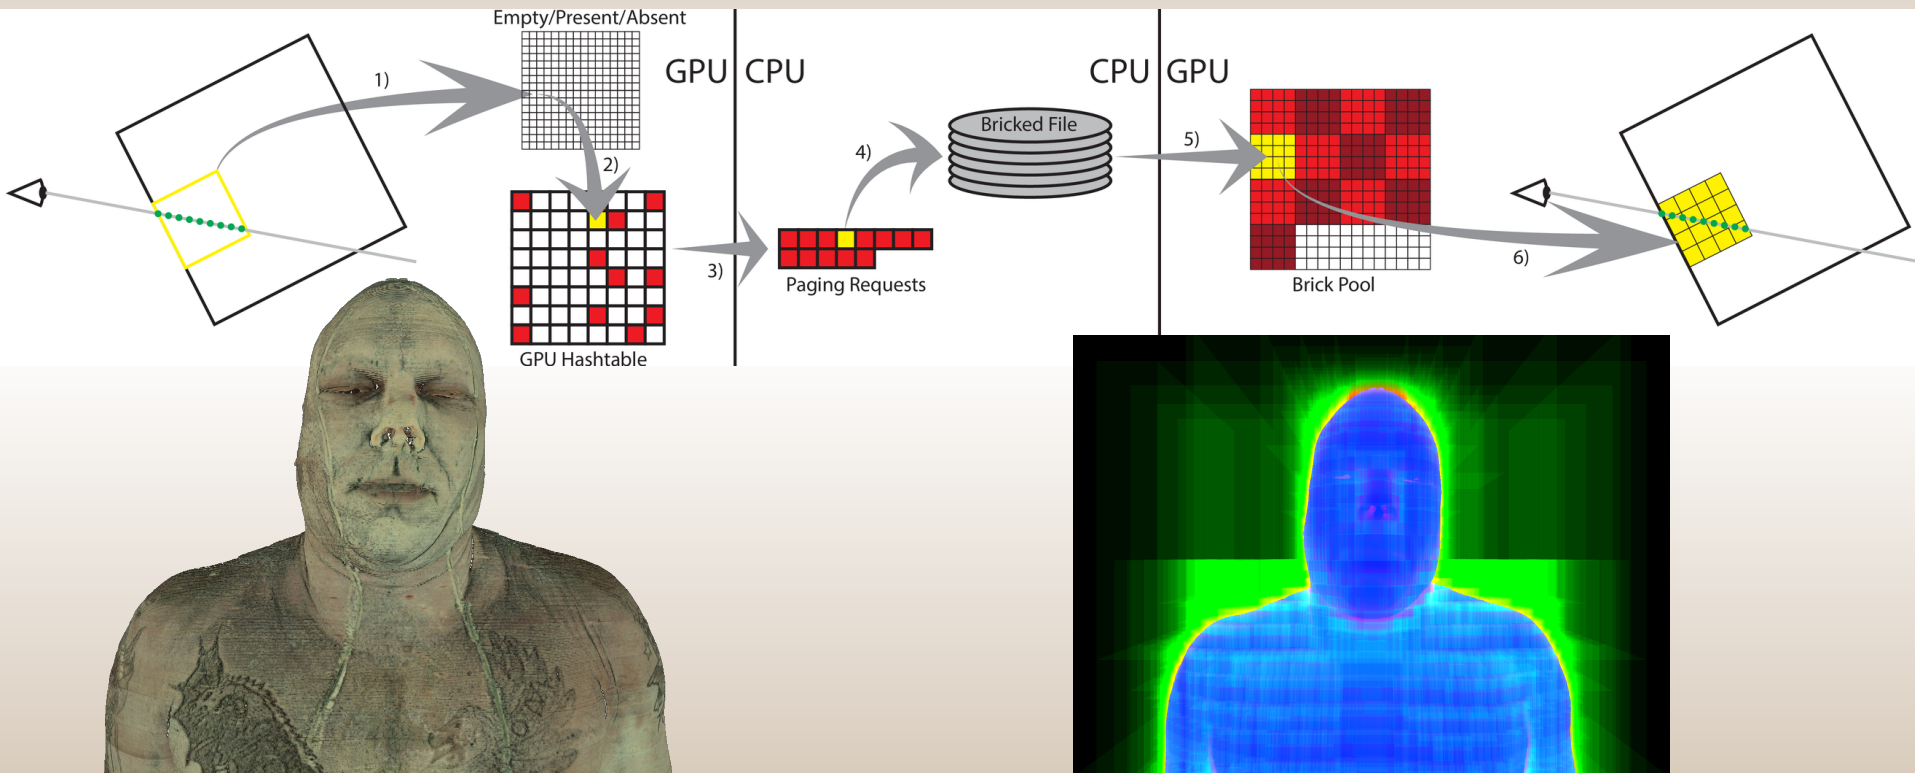 Empty/Present/Absent
1)
2)
GPU Hashtable
GPU
CPU
3)
Paging Requests
4)
Bricked File
CPU
GPU
5)
Brick Pool
6)